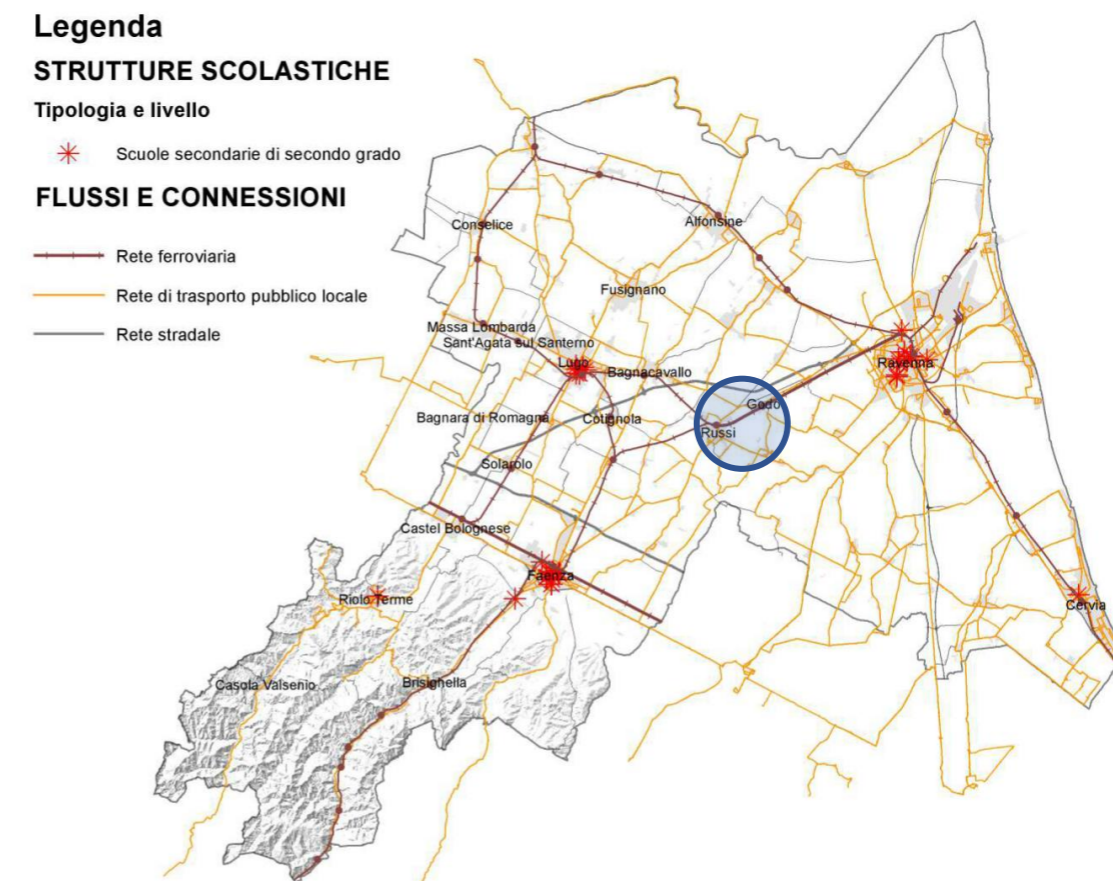 Legenda
STRUTTURE SCOLASTICHE
Tipologia e livello
Scuole secondarie di secondo grado
FLUSSI E CONNESSIONI
Rete ferroviaria
Rete di trasporto pubblico locale
Rete stradale
Conselice
Alfonsine
Fusignano
Massa Lombarda
Sant'Agata sul Santerno
Lugo
Bagnacavallo
Ravenna
Godo
Bagnara di Romagna
Cotignola
Russi
Solarolo
Castel Bolognese
Faenza
Riolo Terme
Cervia
Casola Valsenio
Brisighella